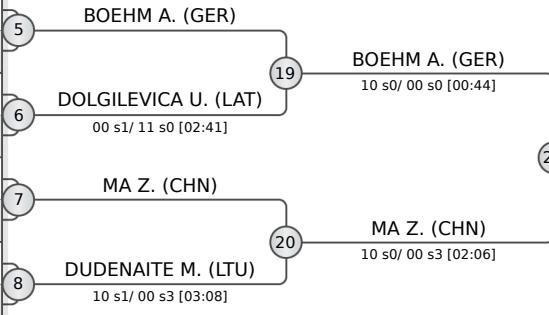 BOEHM A. (GER)
5
19
BOEHM A. (GER)
10 s0/ 00 s0 [00:44]
DOLGILEVICA U. (LAT)
6
00 s1/ 11 s0 [02:41]
2
MA Z. (CHN)
7
20
MA Z. (CHN)
10 s0/ 00 s3 [02:06]
DUDENAITE M. (LTU)
8
10 s1/ 00 s3 [03:08]